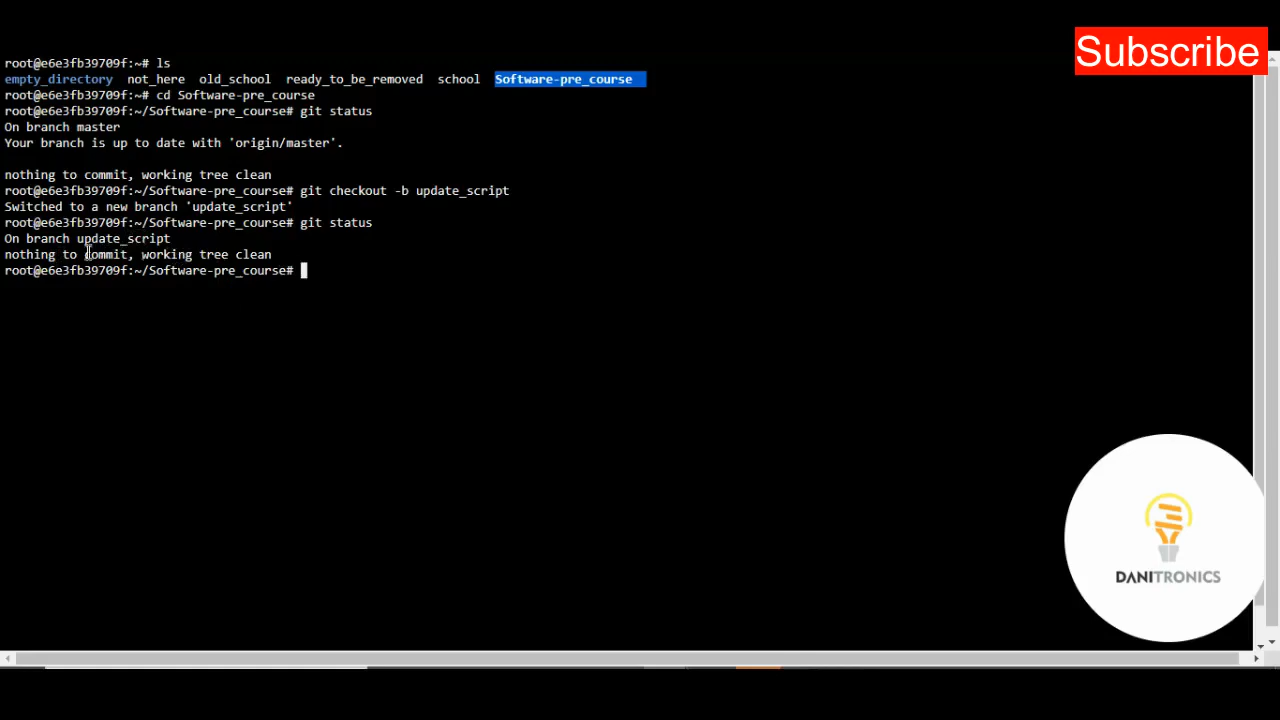 Subscribe
root@e6e3fb39709f:~# ls
empty_directory  not_here  old_school  ready_to_be_removed  school  Software-pre_course
root@e6e3fb39709f:~# cd Software-pre_course
root@e6e3fb39709f:~/Software-pre_course# git status
On branch master
Your branch is up to date with 'origin/master'.
nothing to commit, working tree clean
root@e6e3fb39709f:~/Software-pre_course# git checkout -b update_script
Switched to a new branch 'update_script'
root@e6e3fb39709f:~/Software-pre_course# git status
On branch update_script
nothing to commit, working tree clean
root@e6e3fb39709f:~/Software-pre_course#
DANITRONICS